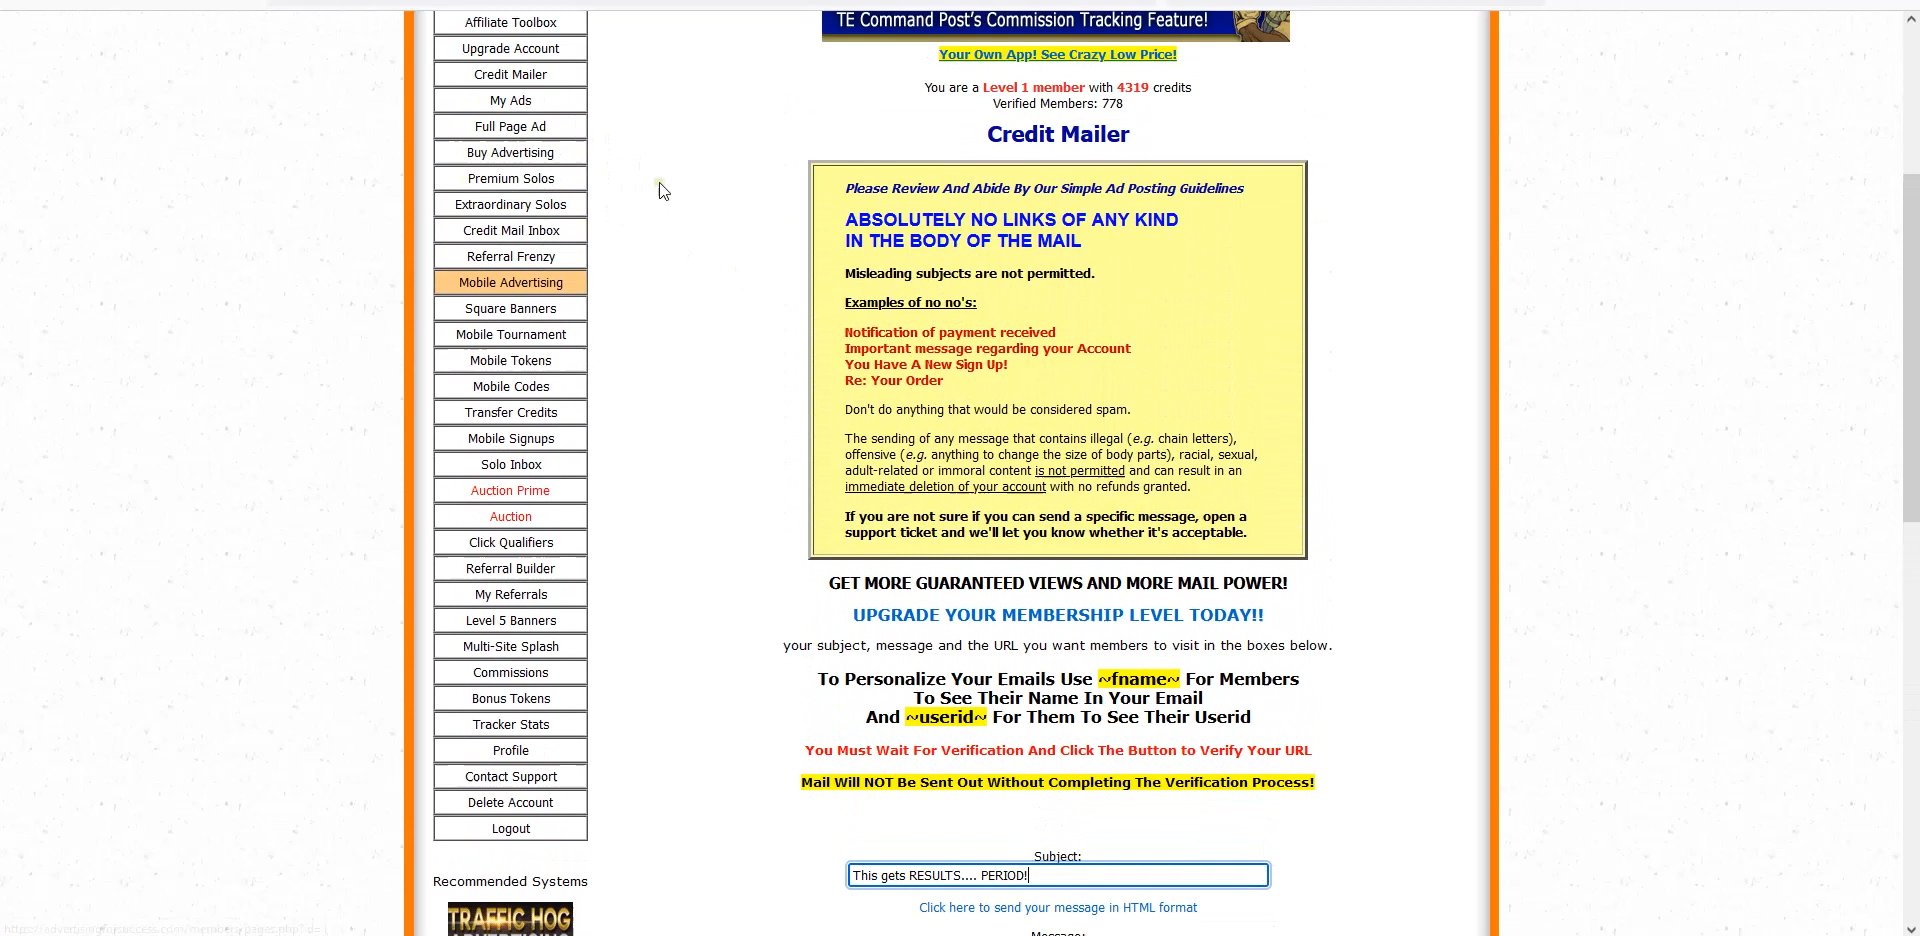 Affiliate Toolbox
Upgrade Account
Credit Mailer
My Ads
Full Page Ad
Buy Advertising
Premium Solos
Extraordinary Solos
Credit Mail Inbox
Referral Frenzy
Mobile Advertising
Square Banners
Mobile Tournament
Mobile Tokens
Mobile Codes
Transfer Credits
Mobile Signups
Solo Inbox
Auction Prime
Auction
Click Qualifiers
Referral Builder
My Referrals
Level 5 Banners
Multi-Site Splash
Commissions
Bonus Tokens
Tracker Stats
Profile
Contact Support
Delete Account
Logout
Recommended Systems
TRAFFIC HOG
TE Command Post's Commission Tracking Feature!
Your Own App! See Crazy Low Price!
You are a Level 1 member with 4319 credits
Verified Members: 778
Credit Mailer
Please Review And Abide By Our Simple Ad Posting Guidelines
ABSOLUTELY NO LINKS OF ANY KIND
IN THE BODY OF THE MAIL
Misleading subjects are not permitted.
Examples of no no's:
Notification of payment received
Important message regarding your Account
You Have A New Sign Up!
Re: Your Order
Don't do anything that would be considered spam.
The sending of any message that contains illegal (e.g. chain letters),
offensive (e.g. anything to change the size of body parts), racial, sexual,
adult-related or immoral content is not permitted and can result in an
immediate deletion of your account with no refunds granted.
If you are not sure if you can send a specific message, open a
support ticket and we'll let you know whether it's acceptable.
GET MORE GUARANTEED VIEWS AND MORE MAIL POWER!
UPGRADE YOUR MEMBERSHIP LEVEL TODAY!!
your subject, message and the URL you want members to visit in the boxes below.
To Personalize Your Emails Use ~fname~ For Members
To See Their Name In Your Email
And ~userid~ For Them To See Their Userid
You Must Wait For Verification And Click The Button to Verify Your URL
Mail Will NOT Be Sent Out Without Completing The Verification Process!
Subject:
This gets RESULTS.... PERIOD!
Click here to send your message in HTML format
Message: